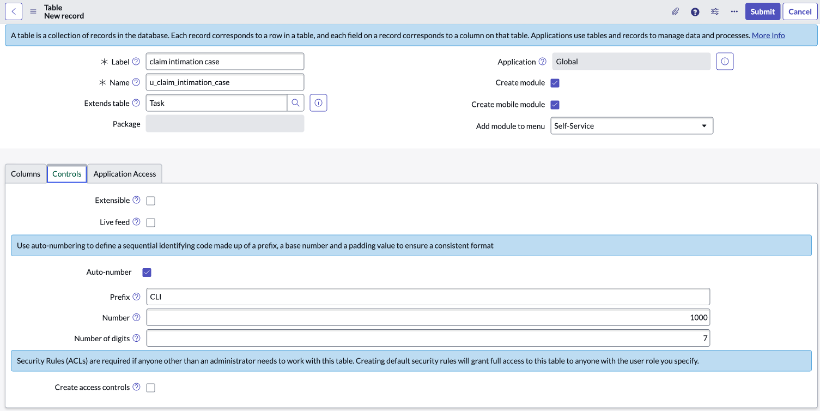 Table
New record
Submit
Cancel
A table is a collection of records in the database. Each record corresponds to a row in a table, and each field on a record corresponds to a column on that table. Applications use tables and records to manage data and processes. More Info
Label
claim intimation case
Application
Global
Name
u_claim_intimation_case
Create module
Extends table
Task
Create mobile module
Package
Add module to menu
Self-Service
Columns
Controls
Application Access
Extensible
Live feed
Use auto-numbering to define a sequential identifying code made up of a prefix, a base number and a padding value to ensure a consistent format
Auto-number
Prefix
CLI
Number
1000
Number of digits
7
Security Rules (ACLs) are required if anyone other than an administrator needs to work with this table. Creating default security rules will grant full access to this table to anyone with the user role you specify.
Create access controls